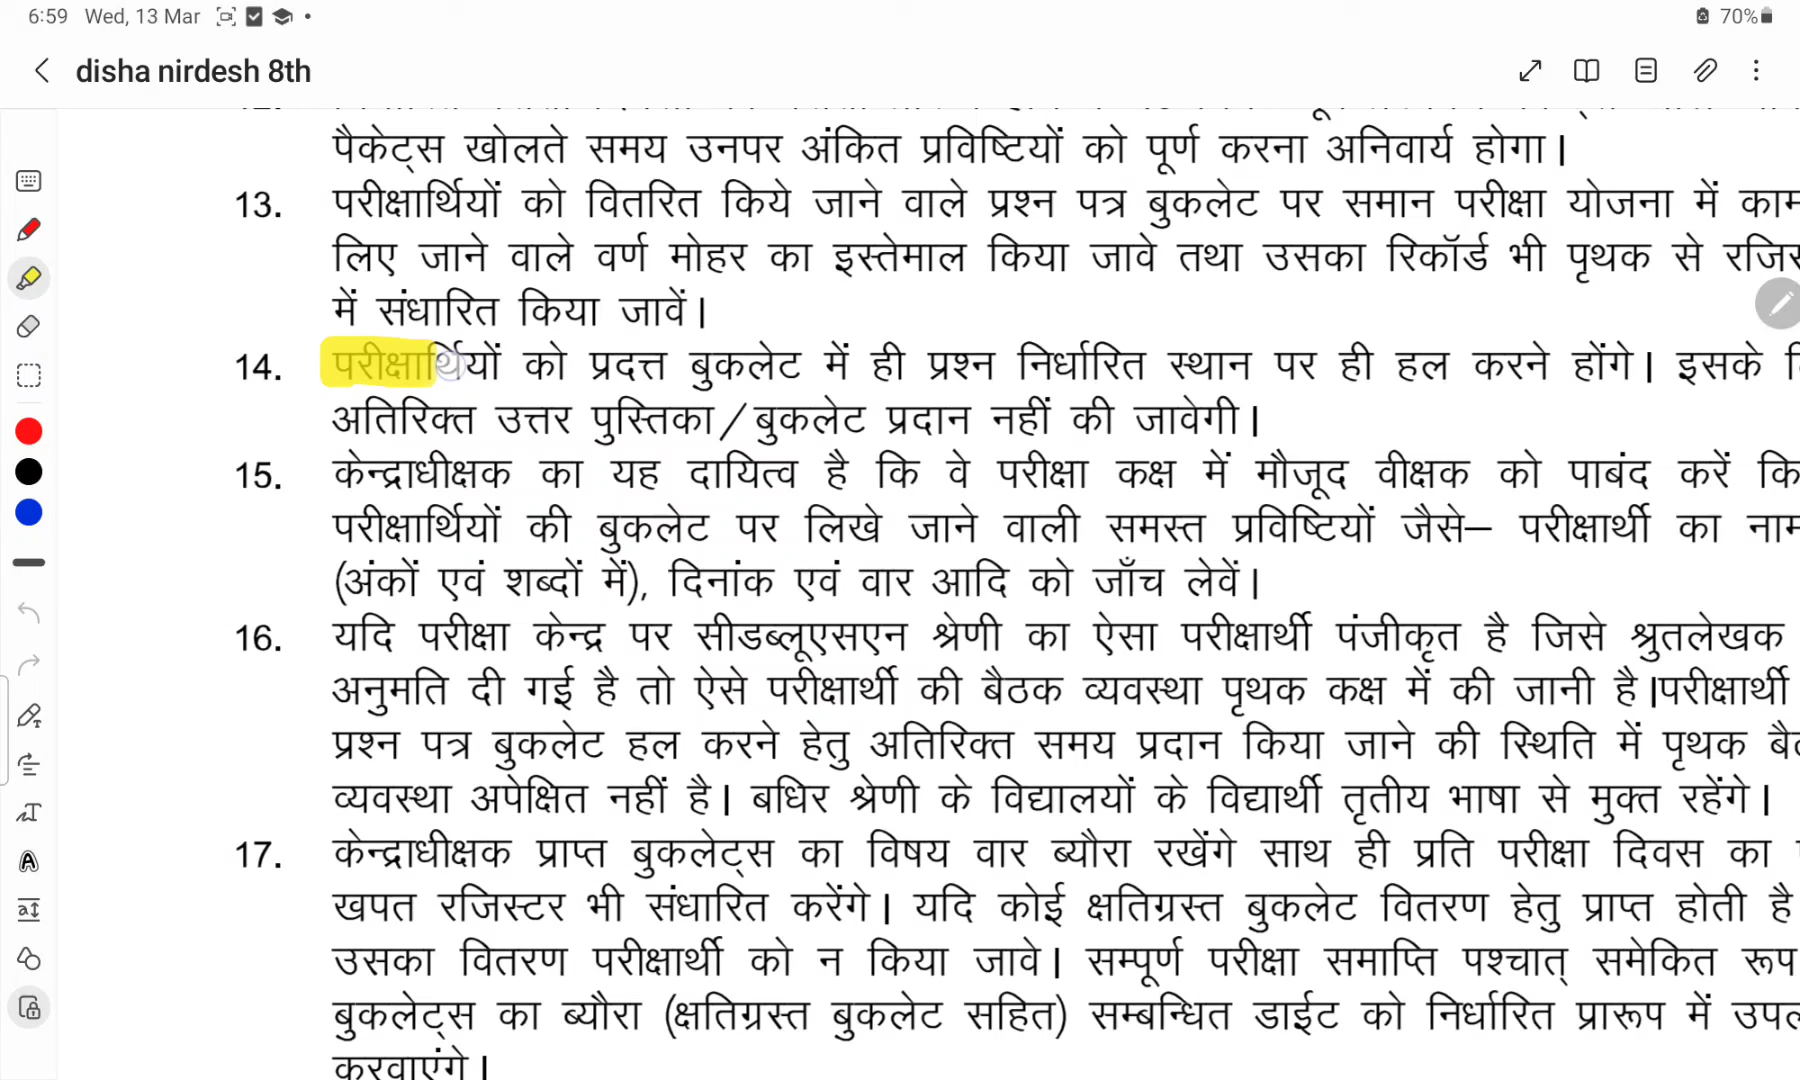 6:59 Wed, 13 Mar
70%
disha nirdesh 8th
पैकेट्स खोलते समय उनपर अंकित प्रविष्टियों को पूर्ण करना अनिवार्य होगा।
13. परीक्षार्थियों को वितरित किये जाने वाले प्रश्न पत्र बुकलेट पर समान परीक्षा योजना में काम
लिए जाने वाले वर्ण मोहर का इस्तेमाल किया जावे तथा उसका रिकॉर्ड भी पृथक से
में संधारित किया जावें।
14. परीक्षार्थियों को प्रदत्त बुकलेट में ही प्रश्न निर्धारित स्थान पर ही हल करने होंगे। इसके
अतिरिक्त उत्तर पुस्तिका/बुकलेट प्रदान नहीं की जावेगी।
15. केन्द्राधीक्षक का यह दायित्व है कि वे परीक्षा कक्ष में मौजूद वीक्षक को पाबंद करें कि
परीक्षार्थियों की बुकलेट पर लिखे जाने वाली समस्त प्रविष्टियों जैसे– परीक्षार्थी का नाम
(अंकों एवं शब्दों में), दिनांक एवं वार आदि को जाँच लेवें।
16. यदि परीक्षा केन्द्र पर सीडब्लूएसएन श्रेणी का ऐसा परीक्षार्थी पंजीकृत है जिसे श्रुतलेखक
अनुमति दी गई है तो ऐसे परीक्षार्थी की बैठक व्यवस्था पृथक कक्ष में की जानी है।परीक्षार्थी
प्रश्न पत्र बुकलेट हल करने हेतु अतिरिक्त समय प्रदान किया जाने की स्थिति में पृथक
व्यवस्था अपेक्षित नहीं है। बधिर श्रेणी के विद्यालयों के विद्यार्थी तृतीय भाषा से मुक्त रहेंगे।
17. केन्द्राधीक्षक प्राप्त बुकलेट्स का विषय वार ब्यौरा रखेंगे साथ ही प्रति परीक्षा दिवस का
खपत रजिस्टर भी संधारित करेंगे। यदि कोई क्षतिग्रस्त बुकलेट वितरण हेतु प्राप्त होती है
उसका वितरण परीक्षार्थी को न किया जावे। सम्पूर्ण परीक्षा समाप्ति पश्चात् समेकित रूप
बुकलेट्स का ब्यौरा (क्षतिग्रस्त बुकलेट सहित) सम्बन्धित डाईट को निर्धारित प्रारूप में
करवाएंगे।